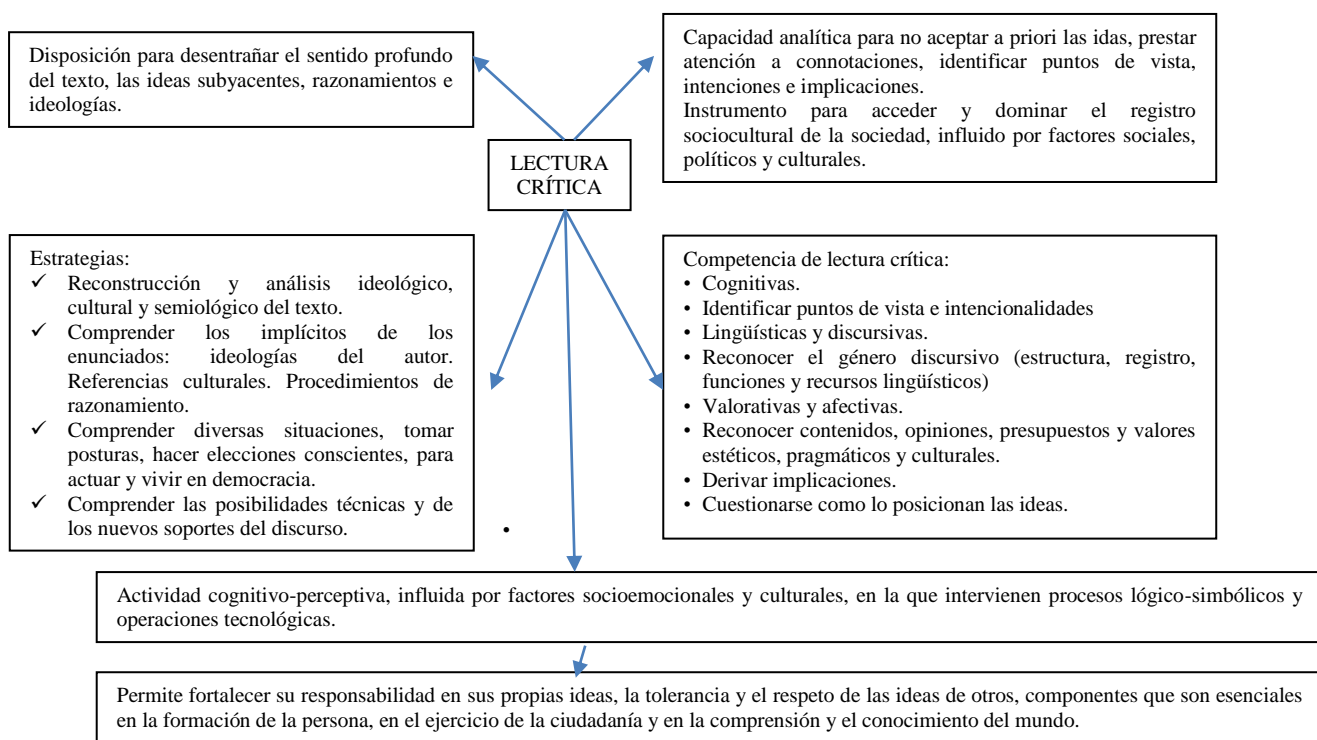 Disposición para desentrañar el sentido profundo
del texto, las ideas subyacentes, razonamientos e
ideologías.
Capacidad analítica para no aceptar a priori las idas, prestar
atención a connotaciones, identificar puntos de vista,
intenciones e implicaciones.
Instrumento para acceder y dominar el registro
sociocultural de la sociedad, influido por factores sociales,
políticos y culturales.
LECTURA
CRÍTICA
Estrategias:
✓ Reconstrucción y análisis ideológico,
cultural y semiológico del texto.
✓ Comprender los implícitos de los
enunciados: ideologías del autor.
Referencias culturales. Procedimientos de
razonamiento.
✓ Comprender diversas situaciones, tomar
posturas, hacer elecciones conscientes, para
actuar y vivir en democracia.
✓ Comprender las posibilidades técnicas y de
los nuevos soportes del discurso.
•
Competencia de lectura crítica:
• Cognitivas.
• Identificar puntos de vista e intencionalidades
• Lingüísticas y discursivas.
• Reconocer el género discursivo (estructura, registro,
funciones y recursos lingüísticos)
• Valorativas y afectivas.
• Reconocer contenidos, opiniones, presupuestos y valores
estéticos, pragmáticos y culturales.
• Derivar implicaciones.
• Cuestionarse como lo posicionan las ideas.
Actividad cognitivo-perceptiva, influida por factores socioemocionales y culturales, en la que intervienen procesos lógico-simbólicos y
operaciones tecnológicas.
Permite fortalecer su responsabilidad en sus propias ideas, la tolerancia y el respeto de las ideas de otros, componentes que son esenciales
en la formación de la persona, en el ejercicio de la ciudadanía y en la comprensión y el conocimiento del mundo.